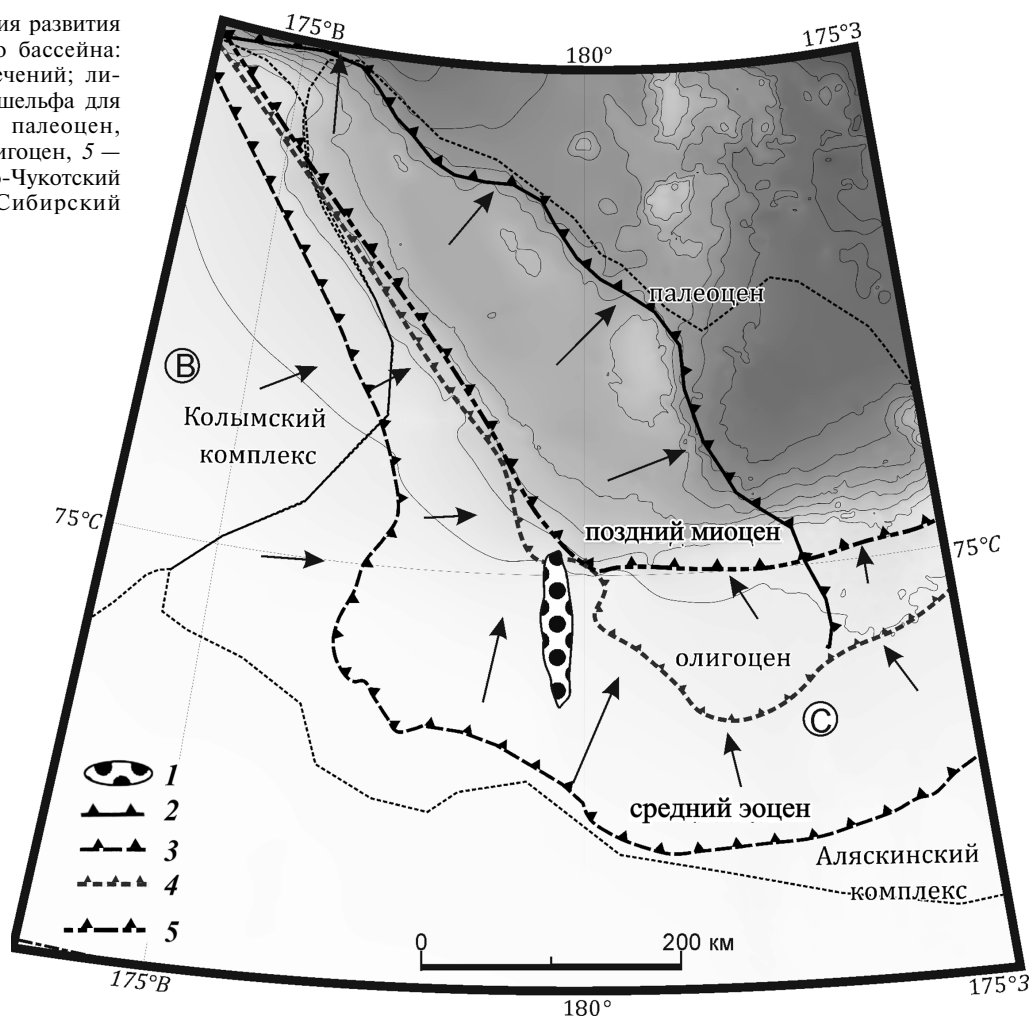 ия развития
о бассейна:
ечений; ли-
шельфа для
палеоцен,
игоцен, 5 —
о-Чукотский
Сибирский
175°В
180°
175°З
палеоцен
В
Колымский
комплекс
75°С
поздний миоцен
75°С
олигоцен
С
средний эоцен
Аляскинский
комплекс
1
2
3
4
5
0
200 км
175°В
180°
175°З